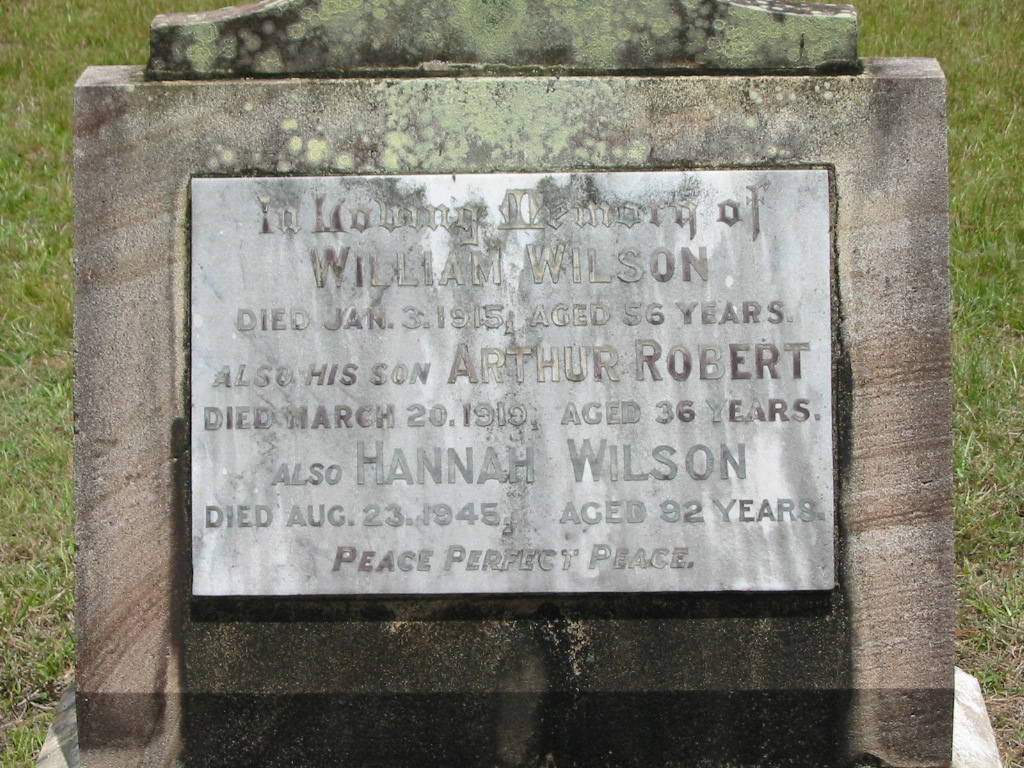 In Loving Memory of
WILLIAM WILSON
DIED JAN. 3. 1915, AGED 56 YEARS.
ALSO HIS SON ARTHUR ROBERT
DIED MARCH 20. 1919, AGED 36 YEARS.
ALSO HANNAH WILSON
DIED AUG. 23. 1945, AGED 92 YEARS.
PEACE PERFECT PEACE.